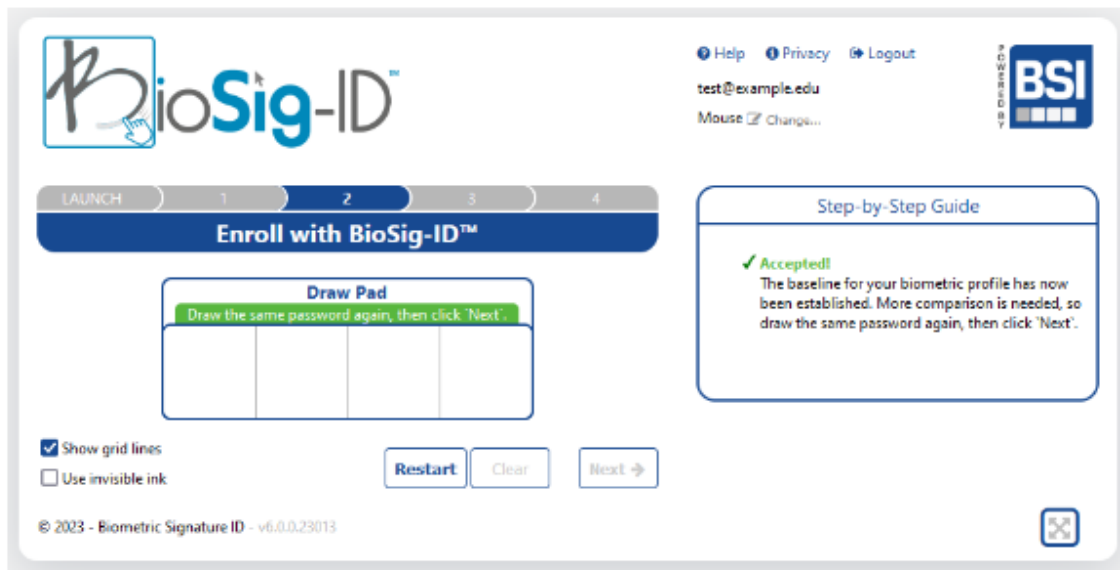 BioSig-ID™
Help Privacy Logout
test@example.edu
Mouse Change...
POWERED BY
BSI
LAUNCH 1 2 3 4
Enroll with BioSig-ID™
Draw Pad
Draw the same password again, then click `Next`.
Show grid lines
Use invisible ink
Restart Clear Next →
Step-by-Step Guide
✓ Accepted!
The baseline for your biometric profile has now
been established. More comparison is needed, so
draw the same password again, then click `Next`.
© 2023 - Biometric Signature ID - v6.0.0.23013